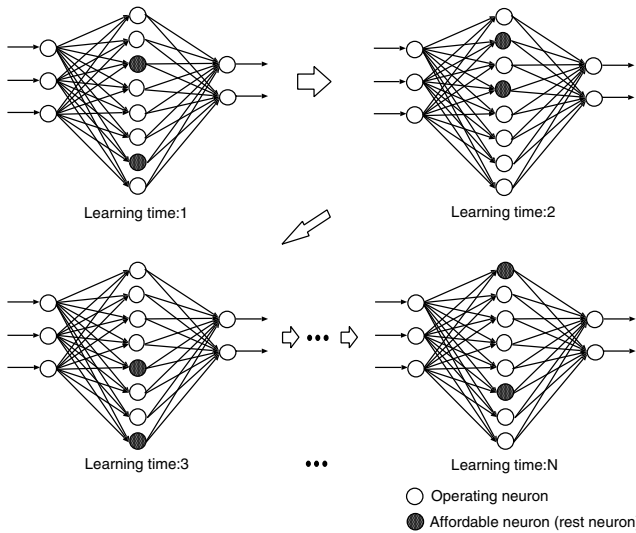 Learning time:1
Learning time:2
•••
Learning time:3
•••
Learning time:N
Operating neuron
Affordable neuron (rest neuron